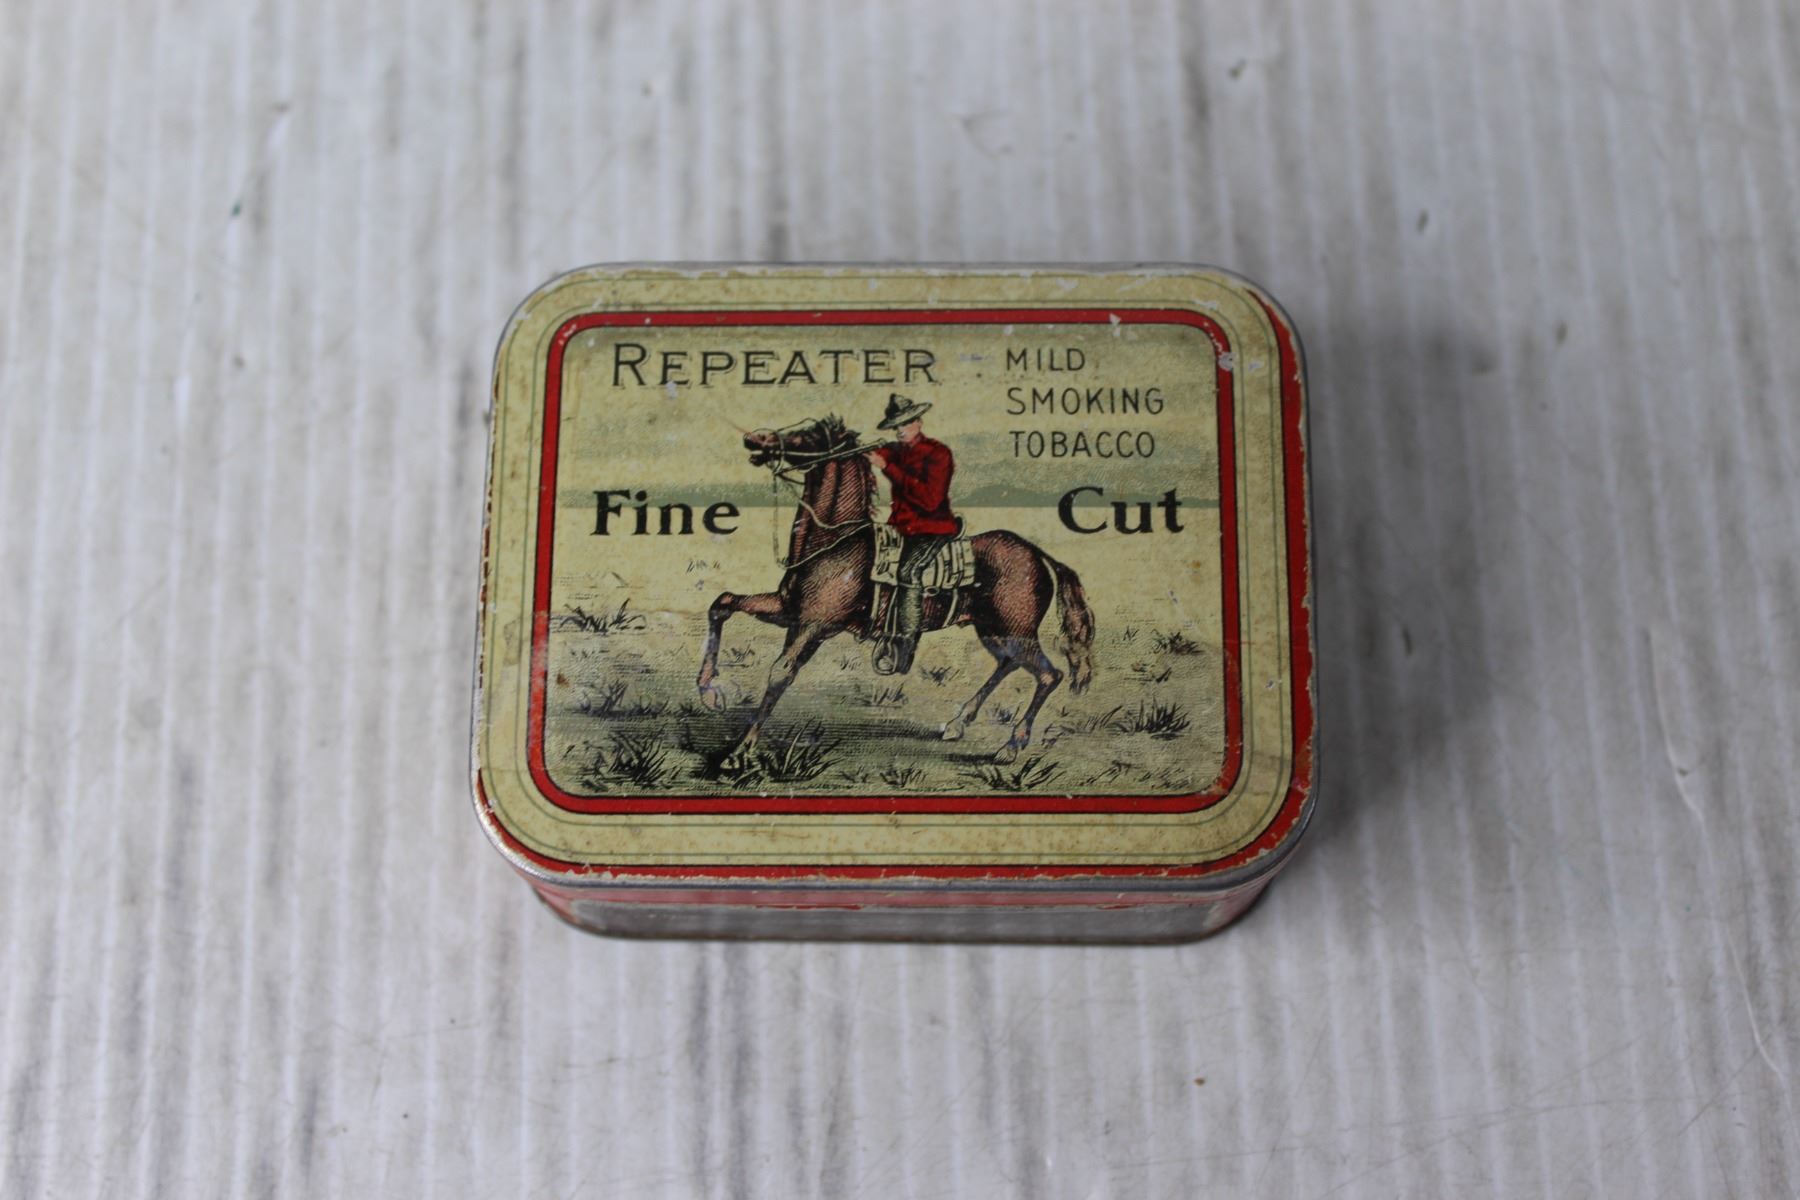 REPEATER
MILD
SMOKING
TOBACCO
Fine Cut